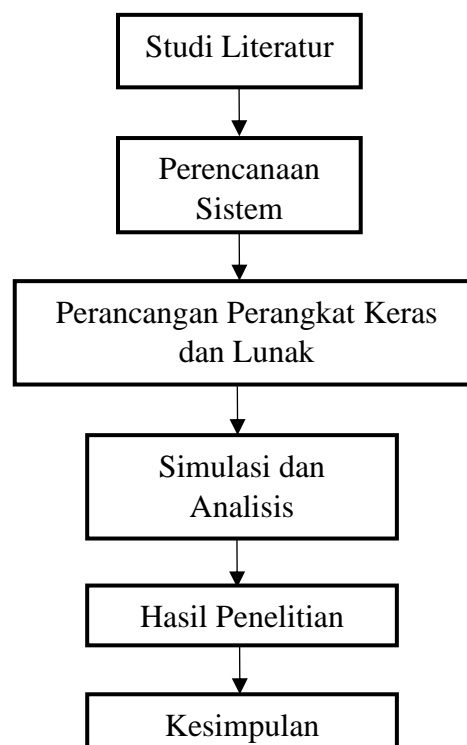 Studi Literatur
Perencanaan
Sistem
Perancangan Perangkat Keras
dan Lunak
Simulasi dan
Analisis
Hasil Penelitian
Kesimpulan